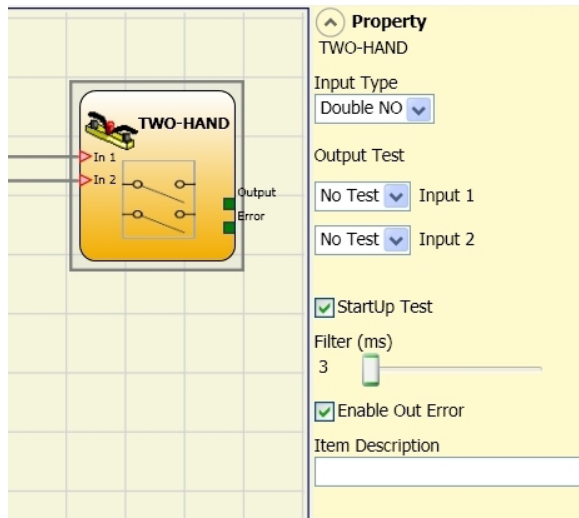 TWO-HAND
In 1
In 2
Output
Error
Property
TWO-HAND
Input Type
Double NO
Output Test
No Test Input 1
No Test Input 2
StartUp Test
Filter (ms)
3
Enable Out Error
Item Description